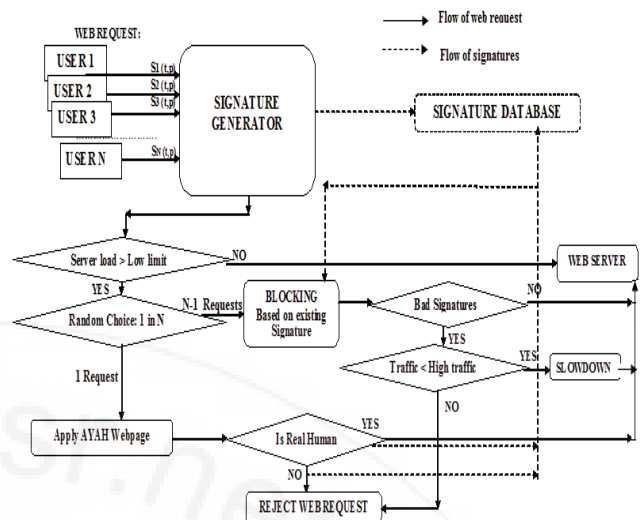 WEB REQUEST:
Flow of web request
Flow of signatures
USER 1
S1 (t,p)
USER 2
S2 (t,p)
USER 3
S3 (t,p)
USER N
SN (t,p)
SIGNATURE
GENERATOR
SIGNATURE DATABASE
Server load > Low limit
NO
WEB SERVER
YES
Random Choice: 1 in N
N-1 Requests
BLOCKING
Based on existing
Signature
Bad Signatures
NO
YES
Traffic < High traffic
YES
SLOWDOWN
NO
1 Request
Apply AYAH Webpage
Is Real Human
YES
NO
REJECT WEB REQUEST